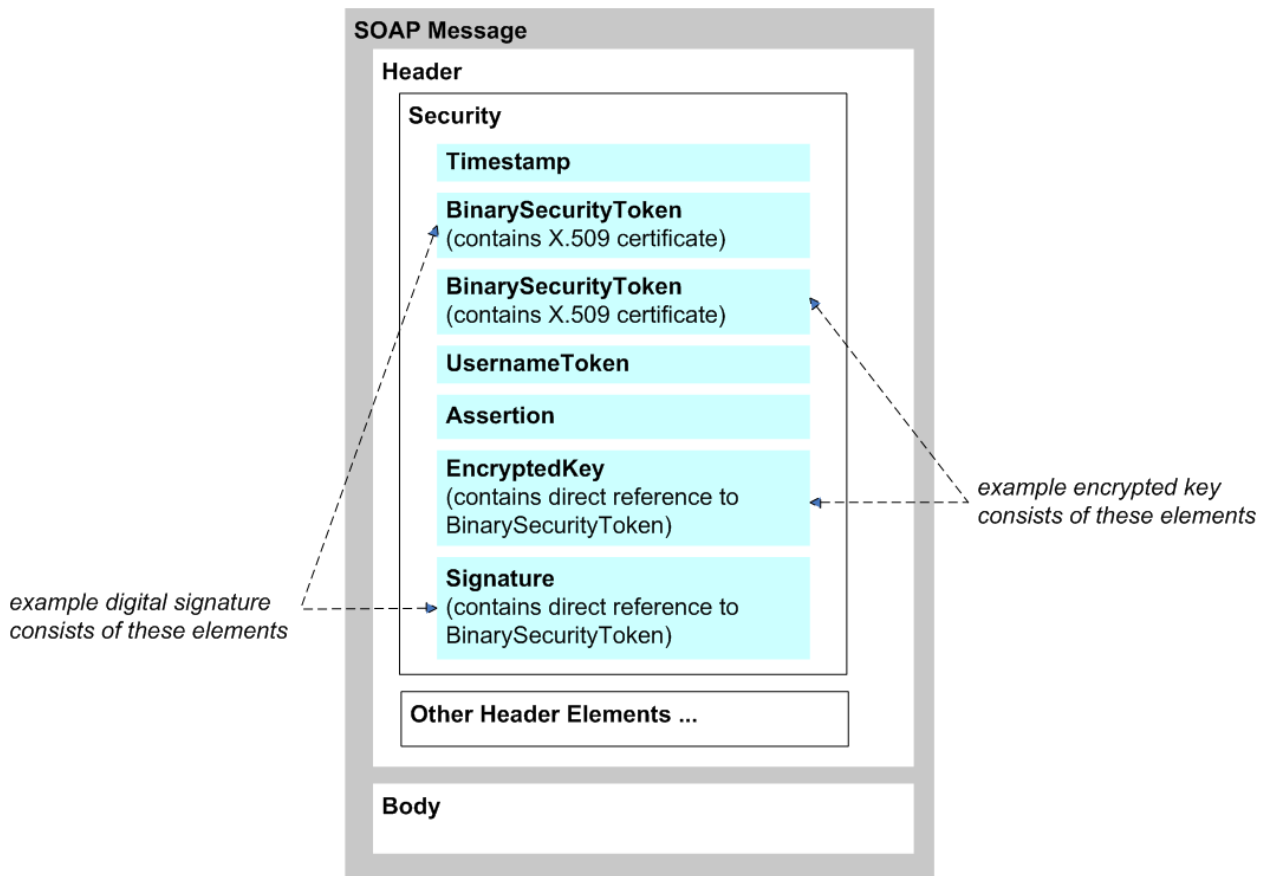 SOAP Message
Header
Security
Timestamp
BinarySecurityToken
(contains X.509 certificate)
BinarySecurityToken
(contains X.509 certificate)
UsernameToken
Assertion
EncryptedKey
(contains direct reference to
BinarySecurityToken)
example encrypted key
consists of these elements
Signature
(contains direct reference to
BinarySecurityToken)
example digital signature
consists of these elements
Other Header Elements ...
Body